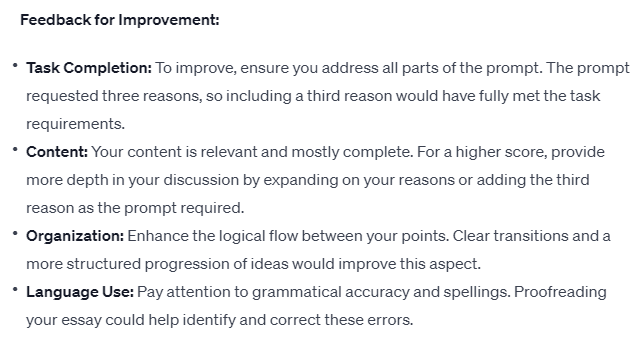 Feedback for Improvement:
• Task Completion: To improve, ensure you address all parts of the prompt. The prompt
requested three reasons, so including a third reason would have fully met the task
requirements.
• Content: Your content is relevant and mostly complete. For a higher score, provide
more depth in your discussion by expanding on your reasons or adding the third
reason as the prompt required.
• Organization: Enhance the logical flow between your points. Clear transitions and a
more structured progression of ideas would improve this aspect.
• Language Use: Pay attention to grammatical accuracy and spellings. Proofreading
your essay could help identify and correct these errors.